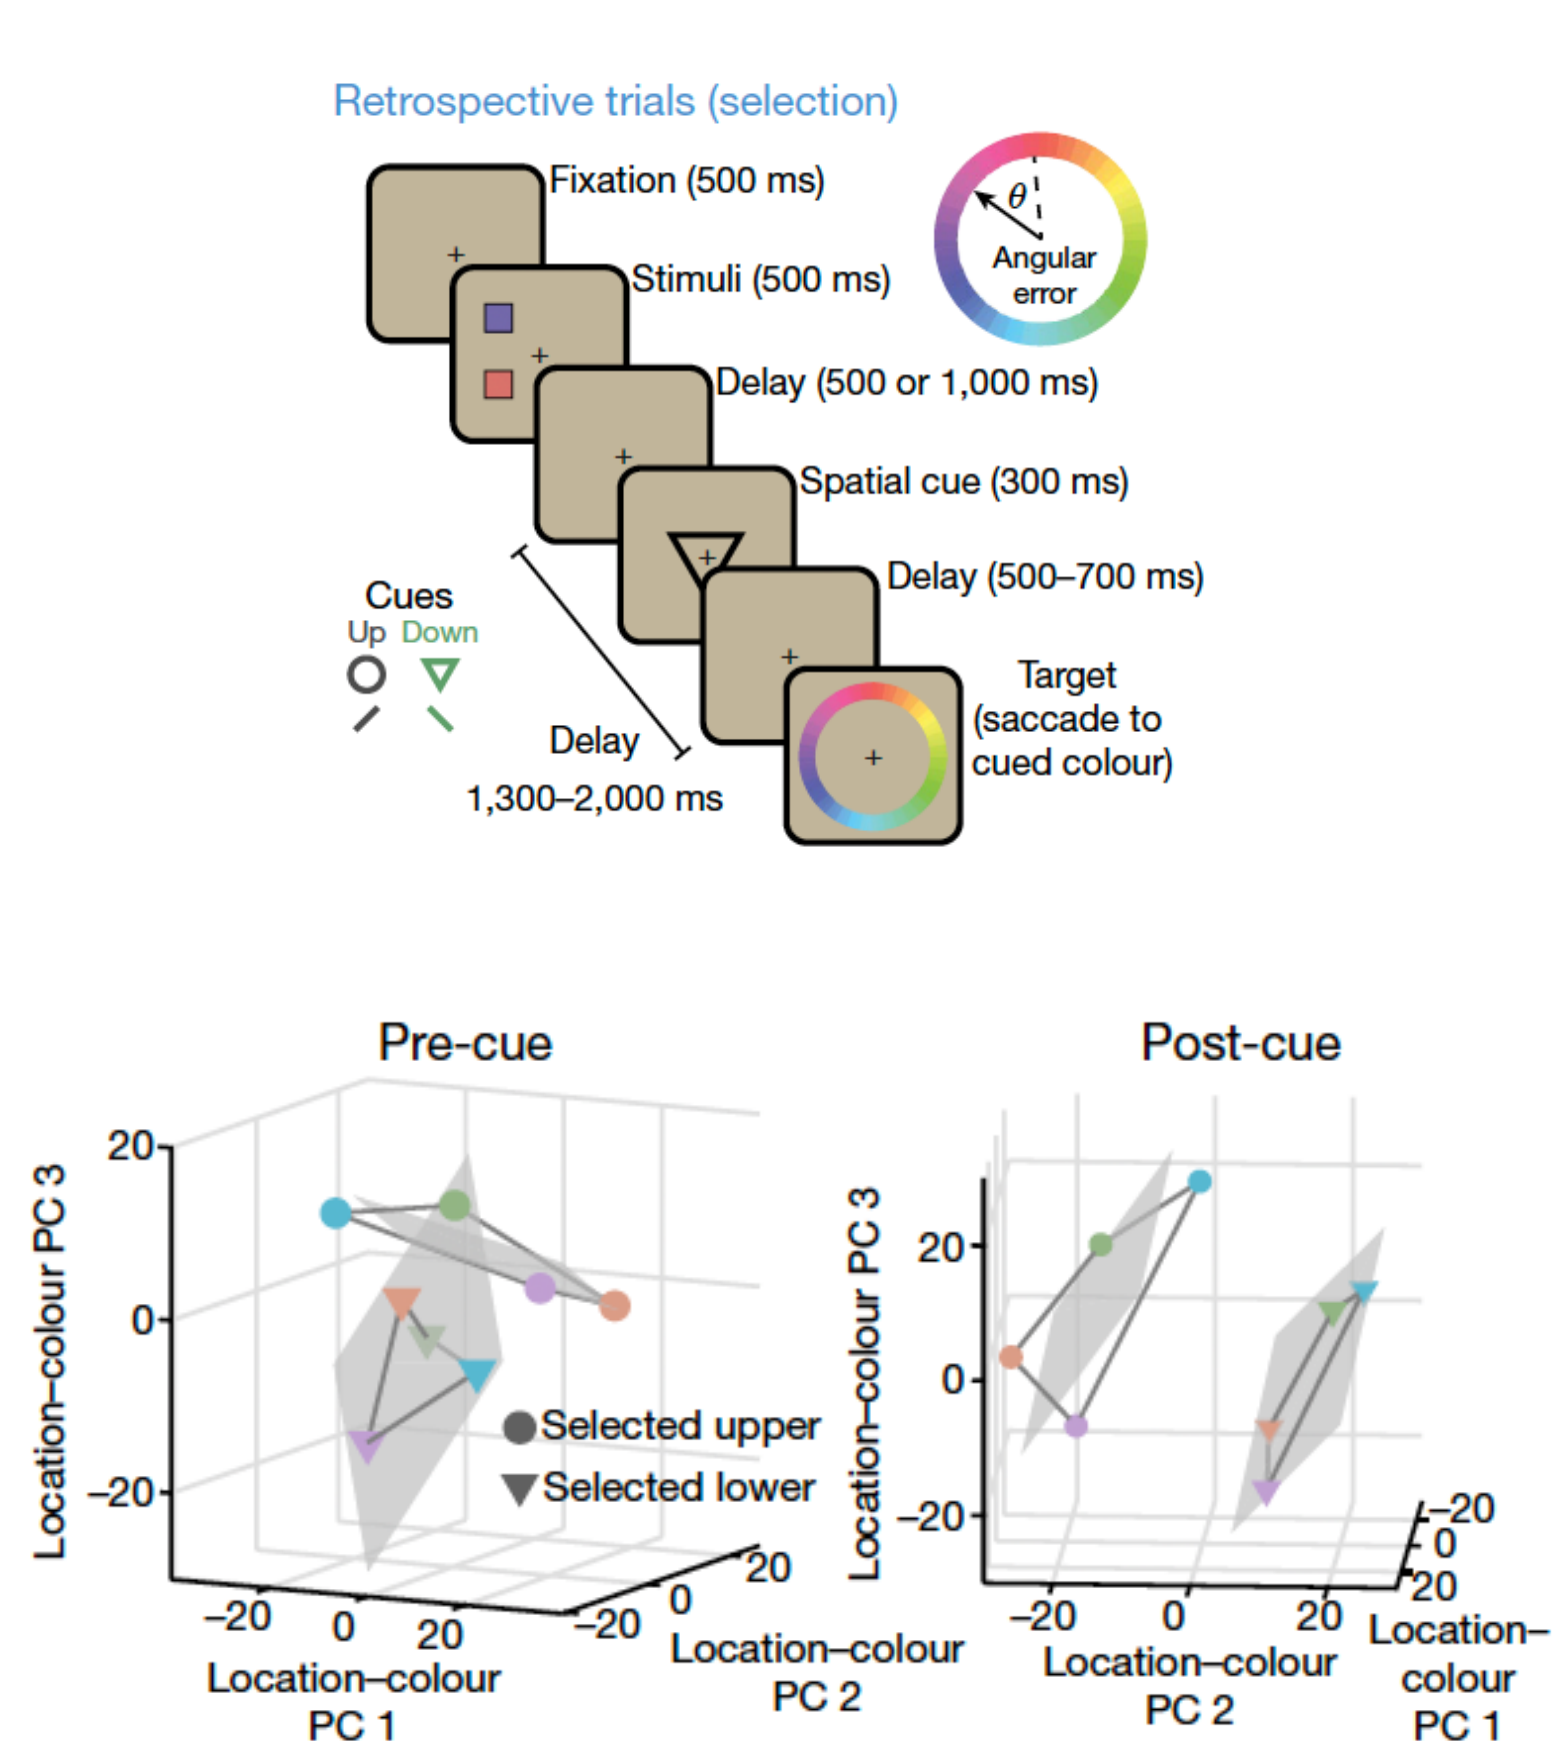 Retrospective trials (selection)
Fixation (500 ms)
Stimuli (500 ms)
θ
Angular
error
Delay (500 or 1,000 ms)
Spatial cue (300 ms)
Delay (500–700 ms)
Cues
Up Down
Target
(saccade to
cued colour)
Delay
1,300–2,000 ms
Pre-cue
Location–colour PC 3
20
0
–20
Selected upper
Selected lower
–20
0
20
Location–colour
PC 1
–20
0
20
Location–colour
PC 2
Post-cue
Location–colour PC 3
20
0
–20
–20
0
20
Location–colour
PC 2
–20
0
20
Location–
colour
PC 1